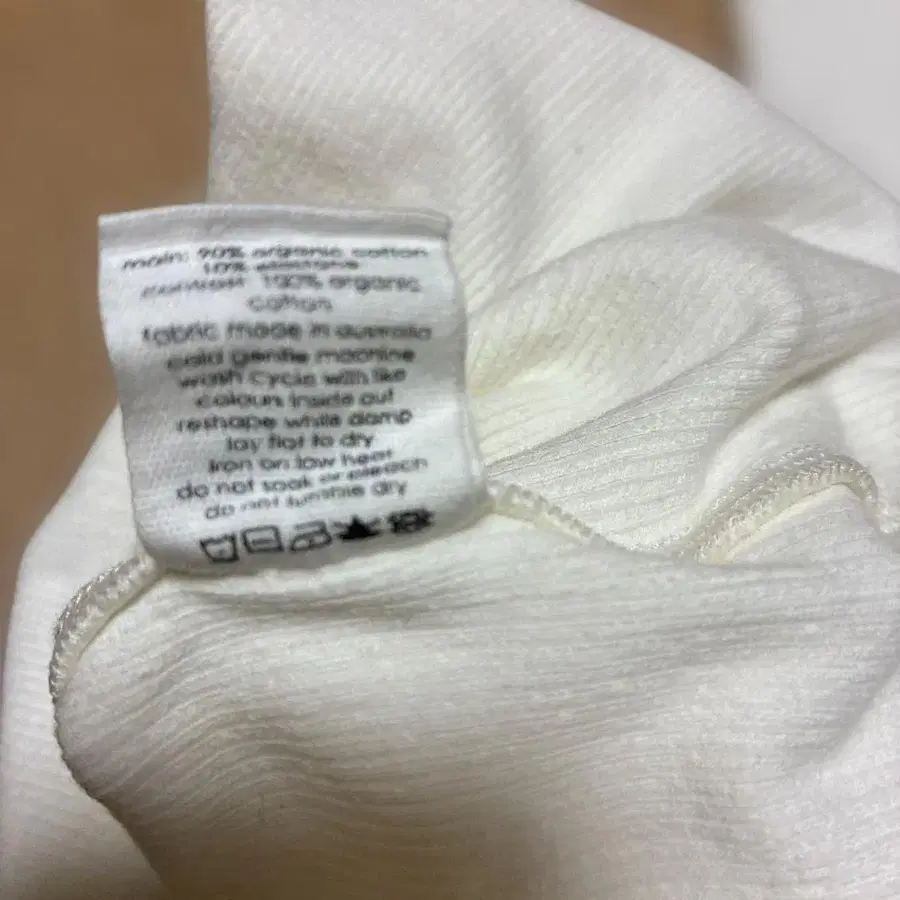 main: 90% organic cotton
10% elastane
contrast 100% organic
cotton
fabric made in australia
cold gentle machine
wash cycle with like
colours inside out
reshape while damp
lay flat to dry
iron on low heat
do not soak or bleach
do not tumble dry